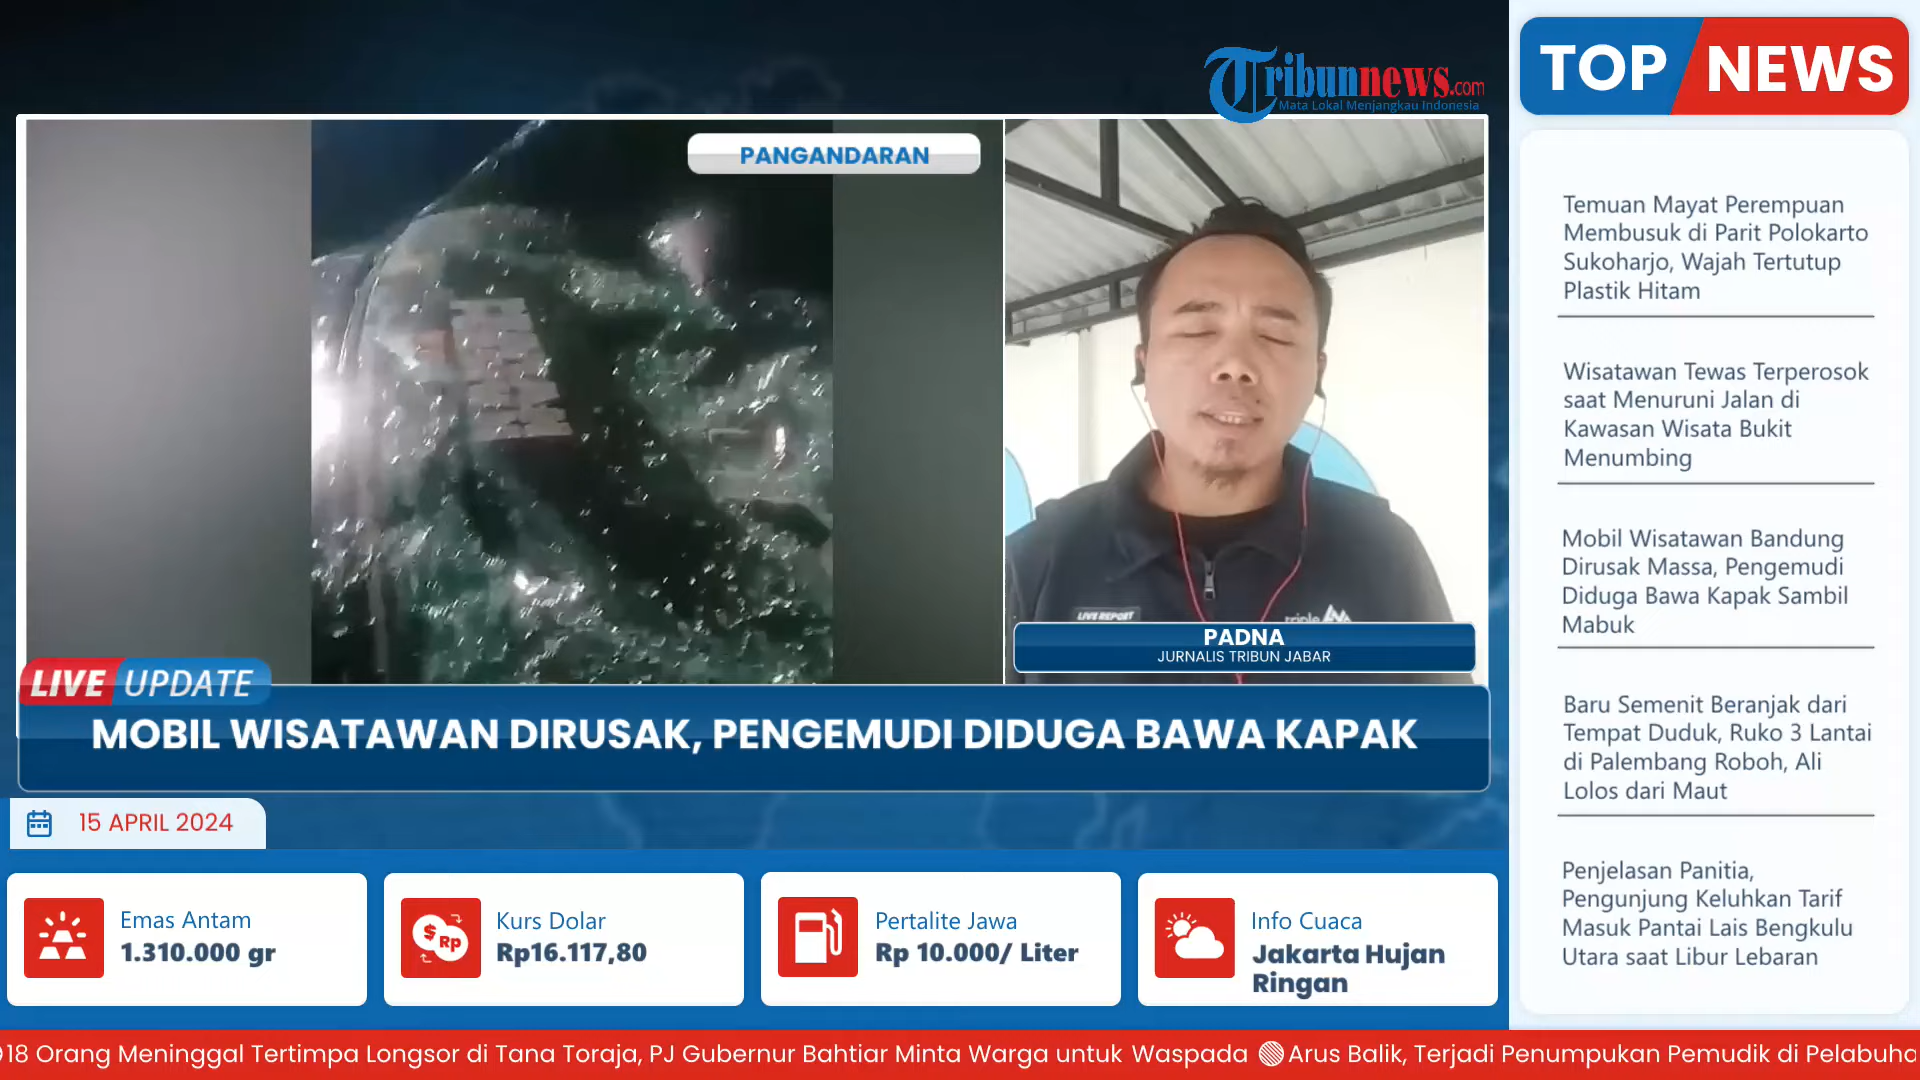 Tribunnews.com
Mata Lokal Menjangkau Indonesia
PANGANDARAN
LIVE REPORT
triple
PADNA
JURNALIS TRIBUN JABAR
LIVE UPDATE
MOBIL WISATAWAN DIRUSAK, PENGEMUDI DIDUGA BAWA KAPAK
15 APRIL 2024
Emas Antam
1.310.000 gr
Kurs Dolar
Rp16.117,80
Pertalite Jawa
Rp 10.000/ Liter
Info Cuaca
Jakarta Hujan
Ringan
TOP NEWS
Temuan Mayat Perempuan
Membusuk di Parit Polokarto
Sukoharjo, Wajah Tertutup
Plastik Hitam
Wisatawan Tewas Terperosok
saat Menuruni Jalan di
Kawasan Wisata Bukit
Menumbing
Mobil Wisatawan Bandung
Dirusak Massa, Pengemudi
Diduga Bawa Kapak Sambil
Mabuk
Baru Semenit Beranjak dari
Tempat Duduk, Ruko 3 Lantai
di Palembang Roboh, Ali
Lolos dari Maut
Penjelasan Panitia,
Pengunjung Keluhkan Tarif
Masuk Pantai Lais Bengkulu
Utara saat Libur Lebaran
18 Orang Meninggal Tertimpa Longsor di Tana Toraja, PJ Gubernur Bahtiar Minta Warga untuk Waspada Arus Balik, Terjadi Penumpukan Pemudik di Pelabuha